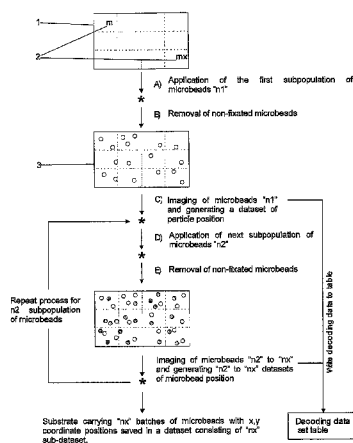 1
m
2
mx
A) Application of the first subpopulation of
microbeads "n1"
B) Removal of non-fixated microbeads
3
C) Imaging of microbeads "n1"
and generating a dataset of
particle position
D) Application of next subpopulation of
microbeads "n2"
E) Removal of non-fixated microbeads
Repeat process for
n2 subpopulation
of microbeads
Write decoding data to table
Imaging of microbeads "n2" to "nx"
and generating "n2" to "nx" datasets
of microbead position
Substrate carrying "nx" batches of microbeads with x,y
coordinate positions saved in a dataset consisting of "nx"
sub-dataset.
Decoding data
set table